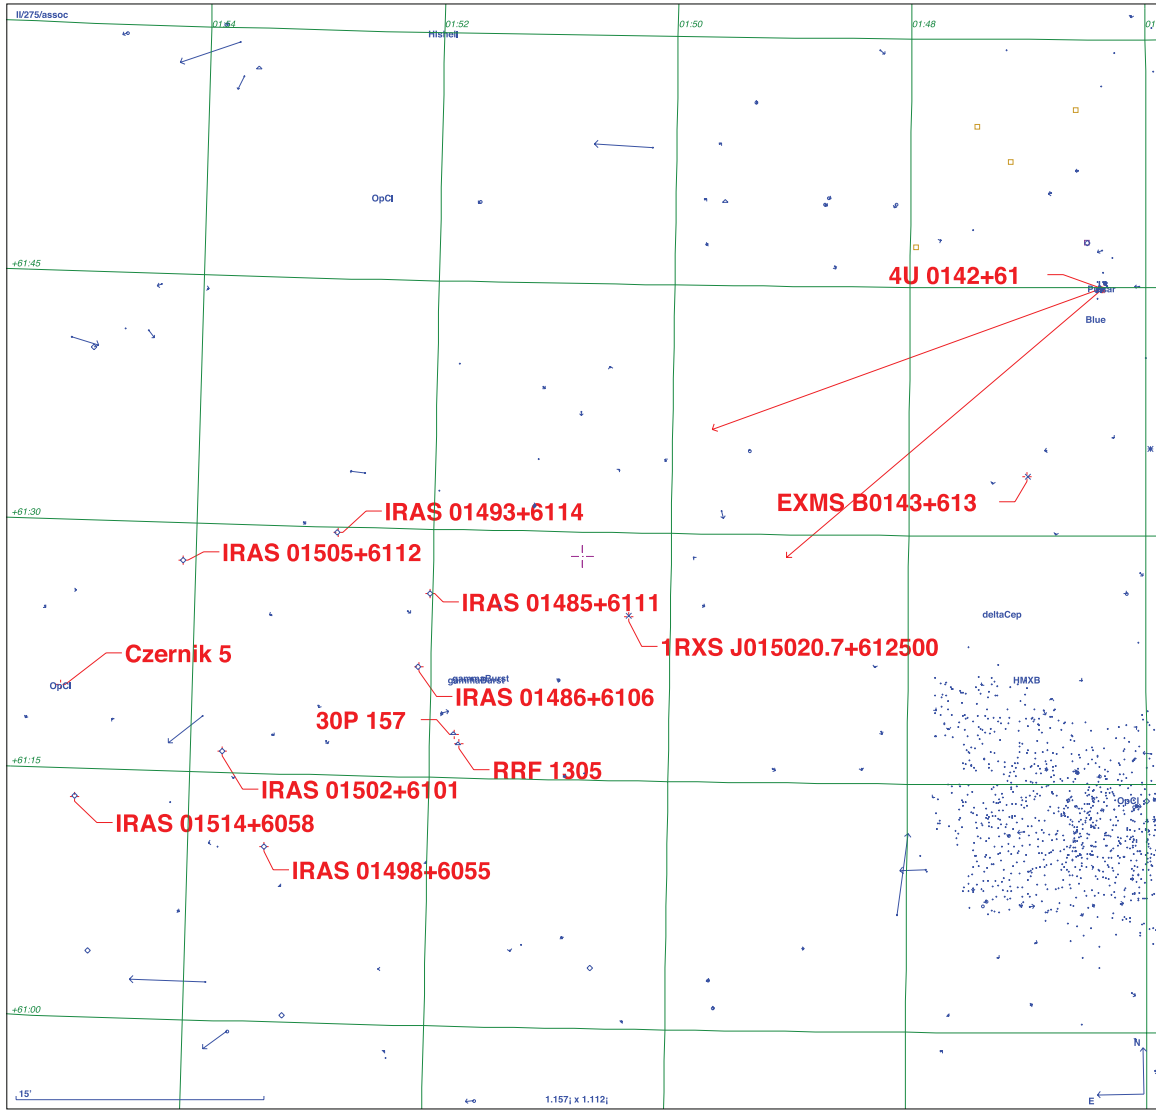 II/275/assoc
01:54
01:52
01:50
01:48
HIshell
OpCl
+61:45
4U 0142+61
Pulsar
Blue
EXMS B0143+613
IRAS 01493+6114
+61:30
IRAS 01505+6112
IRAS 01485+6111
deltaCep
1RXS J015020.7+612500
Czernik 5
OpCl
gammaBurst
HMXB
IRAS 01486+6106
30P 157
RRF 1305
+61:15
IRAS 01502+6101
OpCl
IRAS 01514+6058
IRAS 01498+6055
+61:00
N
15'
1.157¡ x 1.112¡
E